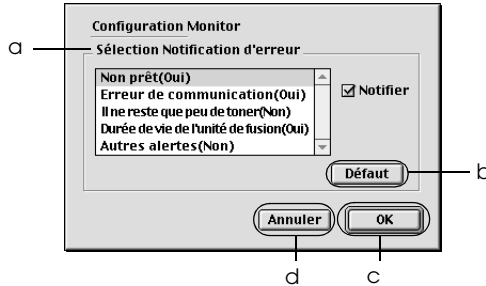 Configuration Monitor
a
Sélection Notification d'erreur
Non prêt(Oui)
Erreur de communication(Oui)
Il ne reste que peu de toner(Non)
Durée de vie de l'unité de fusion(Oui)
Autres alertes(Non)
Notifier
Défaut
b
Annuler
OK
d
c